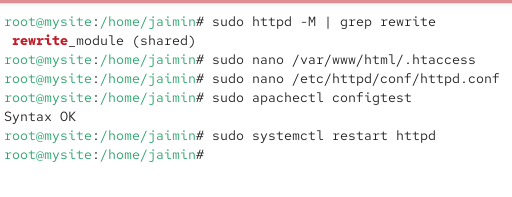 root@mysite:/home/jaimin# sudo httpd -M | grep rewrite
 rewrite_module (shared)
root@mysite:/home/jaimin# sudo nano /var/www/html/.htaccess
root@mysite:/home/jaimin# sudo nano /etc/httpd/conf/httpd.conf
root@mysite:/home/jaimin# sudo apachectl configtest
Syntax OK
root@mysite:/home/jaimin# sudo systemctl restart httpd
root@mysite:/home/jaimin#